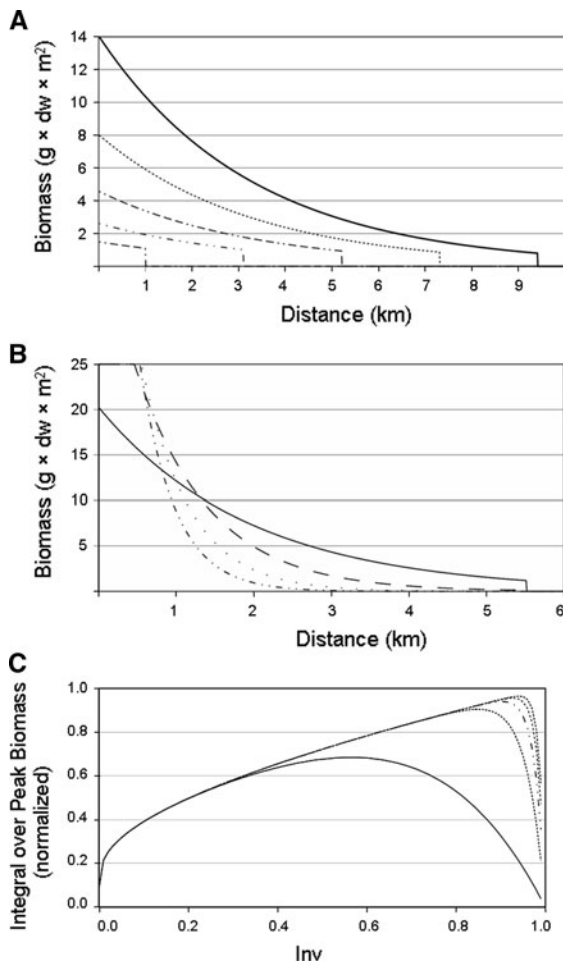 A
Biomass (g × dw × m²)
14
12
10
8
6
4
2
1 2 3 4 5 6 7 8 9
Distance (km)
B
Biomass (g × dw × m²)
25
20
15
10
5
1 2 3 4 5 6
Distance (km)
C
Integral over Peak Biomass
(normalized)
1.0
0.8
0.6
0.4
0.2
0.0
0.0 0.2 0.4 0.6 0.8 1.0
Inv